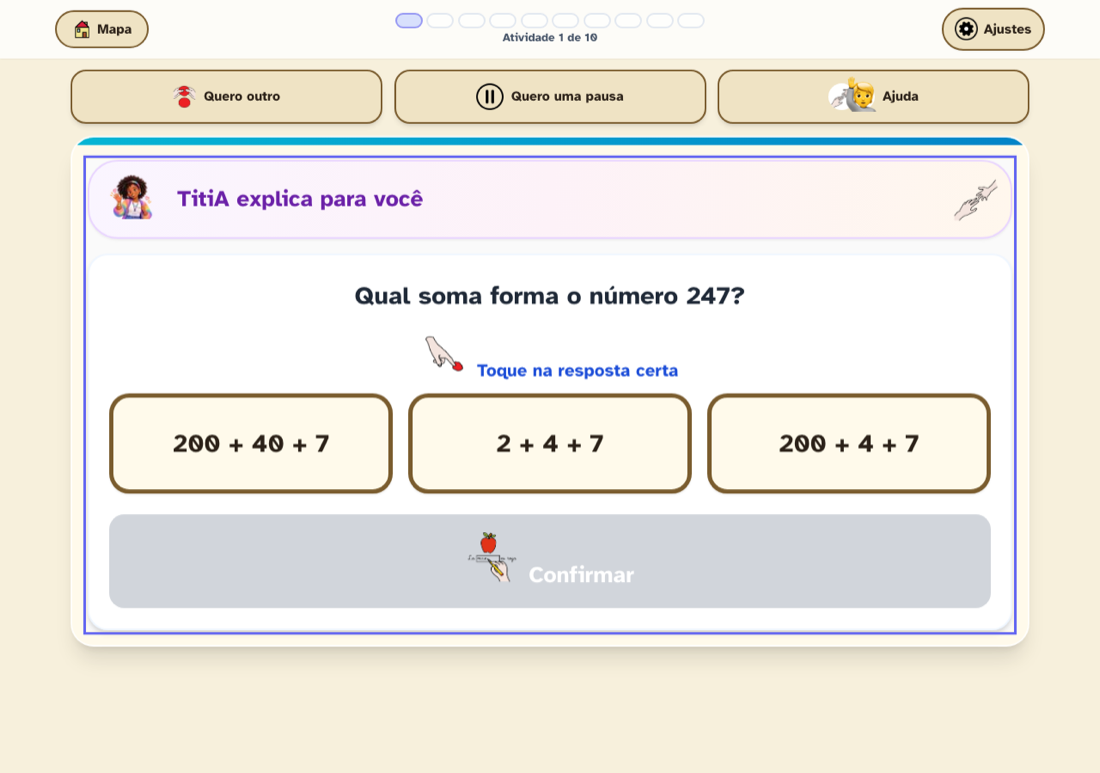 Mapa
Atividade 1 de 10
Ajustes
Quero outro
Quero uma pausa
Ajuda
TitiA explica para você
Qual soma forma o número 247?
Toque na resposta certa
200 + 40 + 7
2 + 4 + 7
200 + 4 + 7
Confirmar